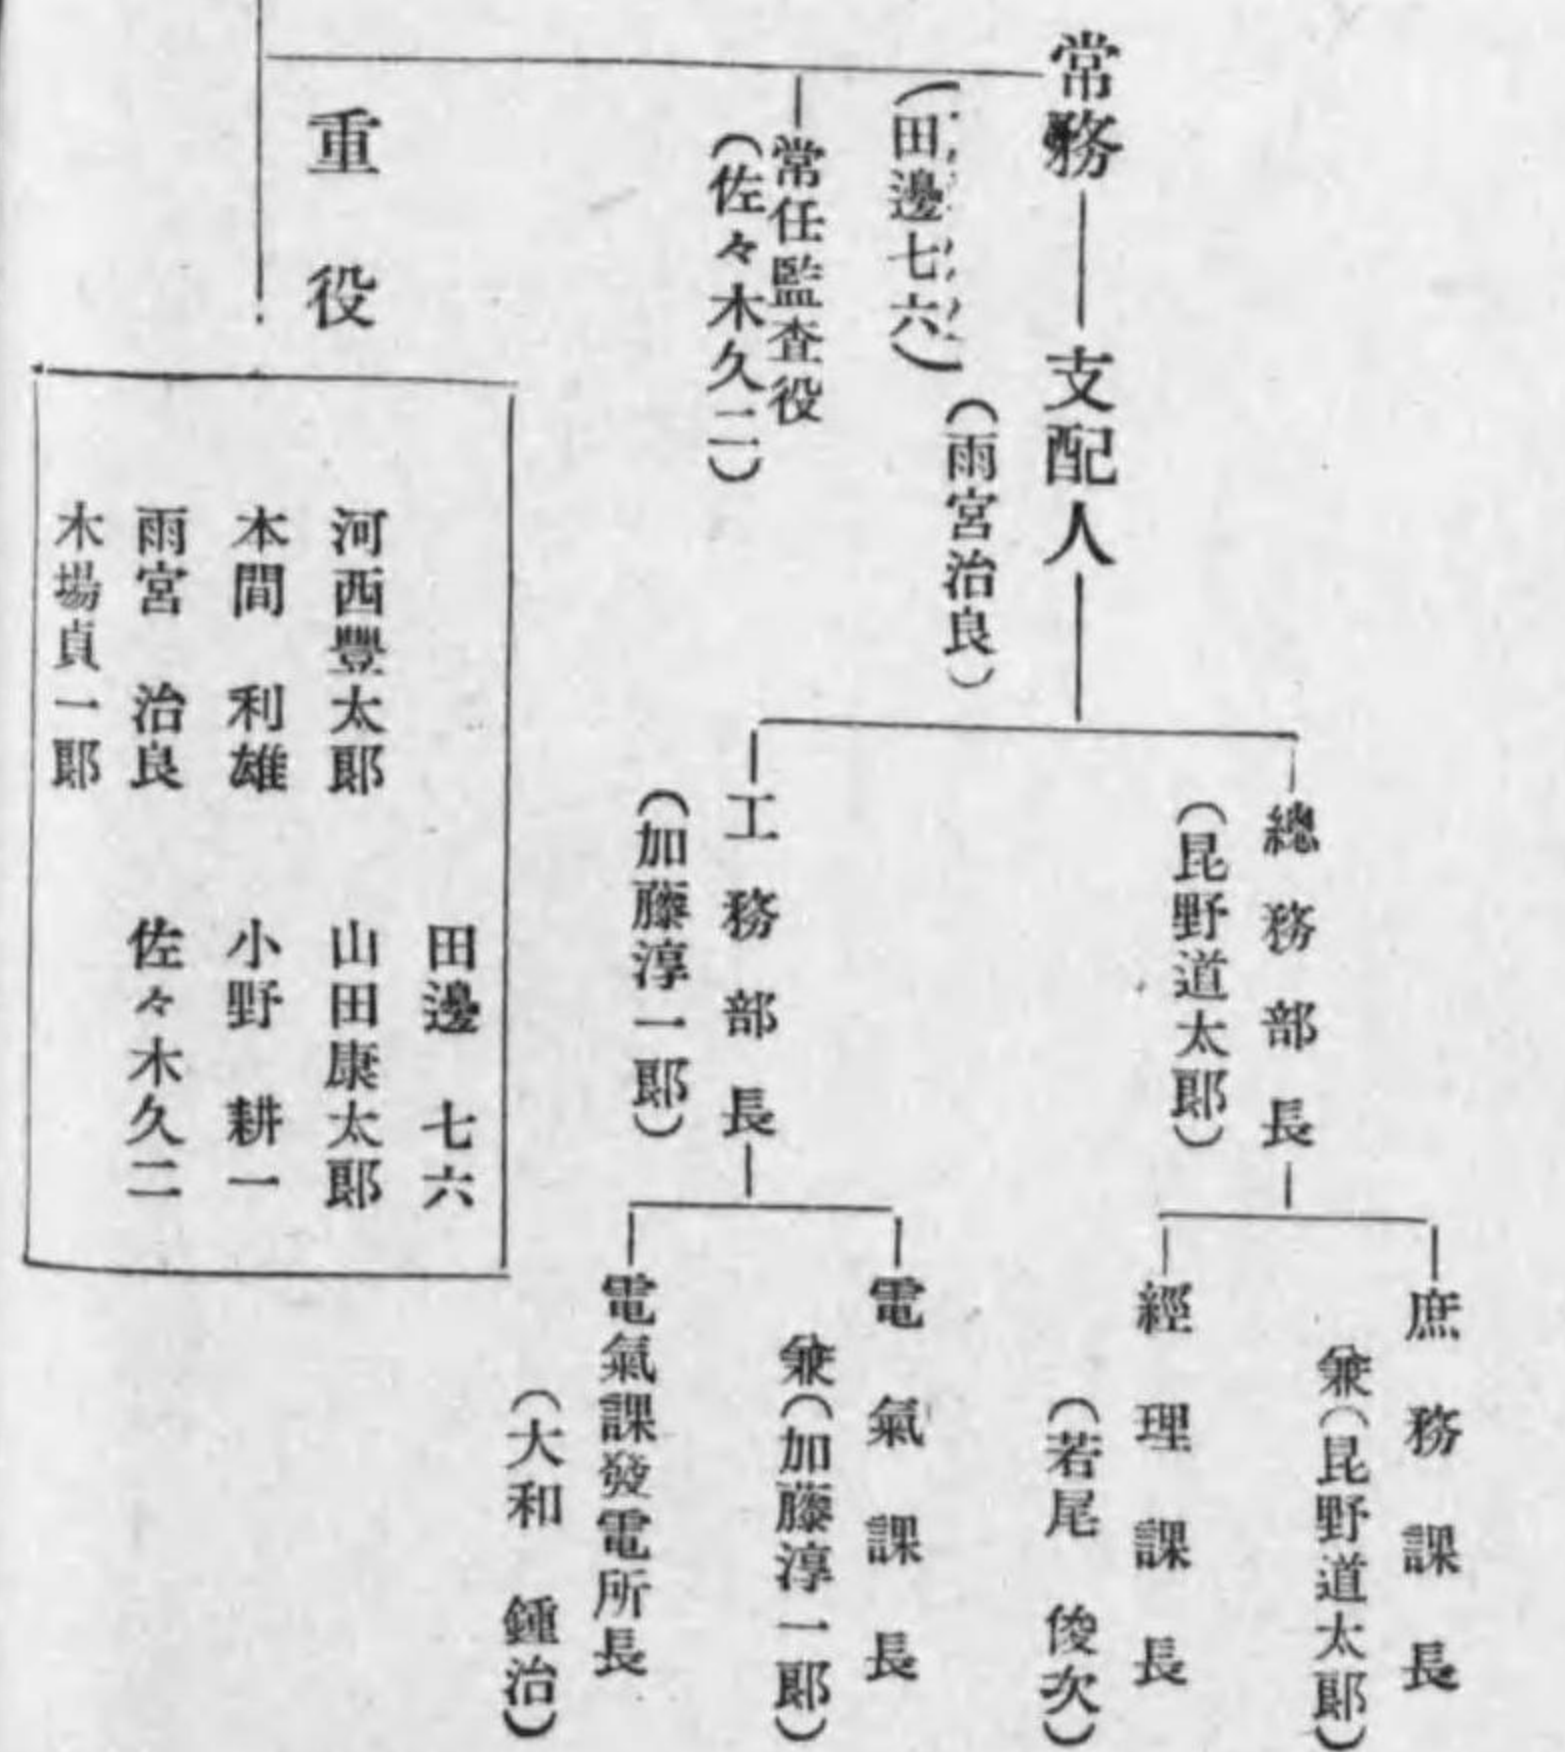 常務
(田邊七六)
支配人
(雨宮治良)
常任監査役
(佐々木久二)
總務部長
(昆野道太郎)
庶務課長
兼(昆野道太郎)
經理課長
(若尾 俊次)
工務部長
(加藤淳一郎)
電氣課長
兼(加藤淳一郎)
電氣課發電所長
(大和 鍾治)
重役
田邊 七六
河西豐太郎 山田康太郎
本間 利雄 小野 耕一
雨宮 治良 佐々木久二
木場貞一郎